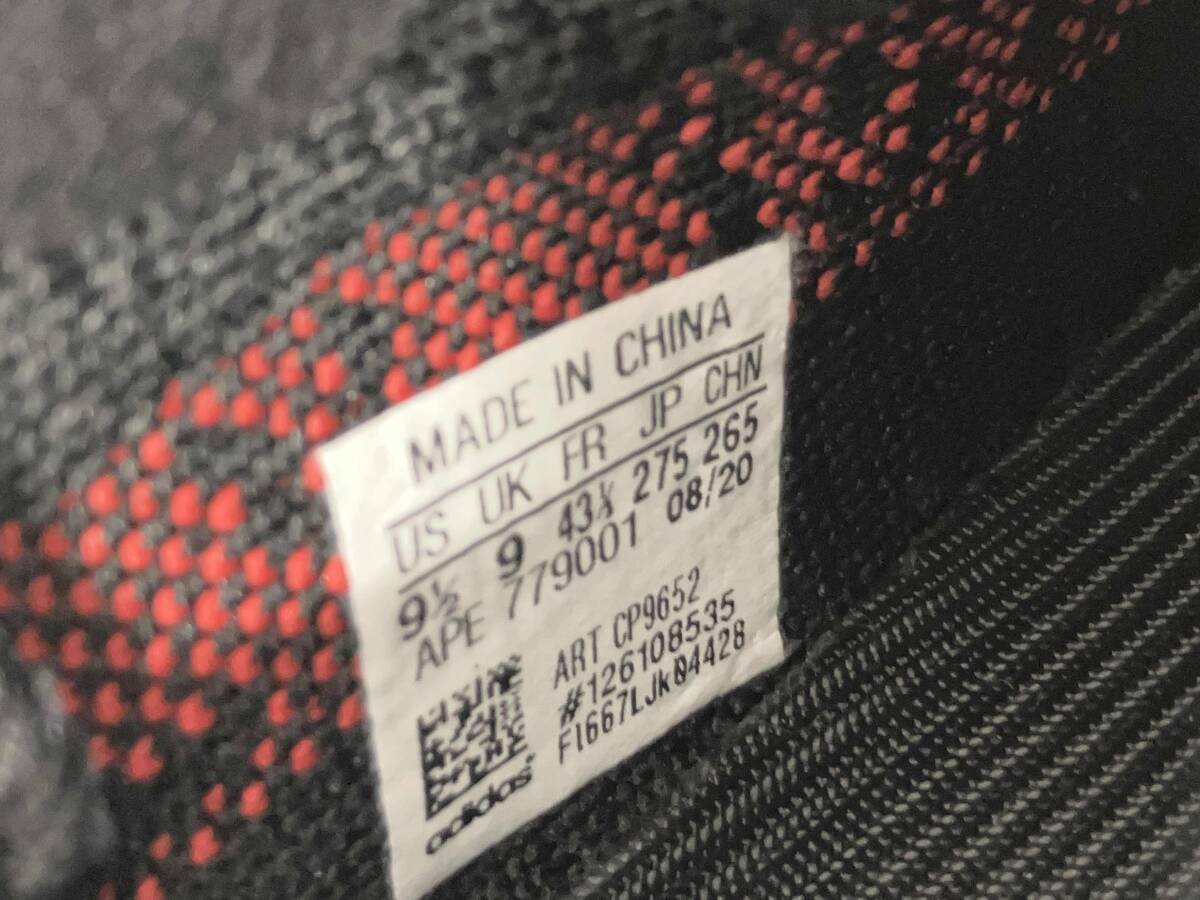 MADE IN CHINA
US UK FR JP CHN
9½ 9 43⅓ 275 265
APE 779001 08/20
ART CP9652
#126108535
FI667LJk04428
adidas.